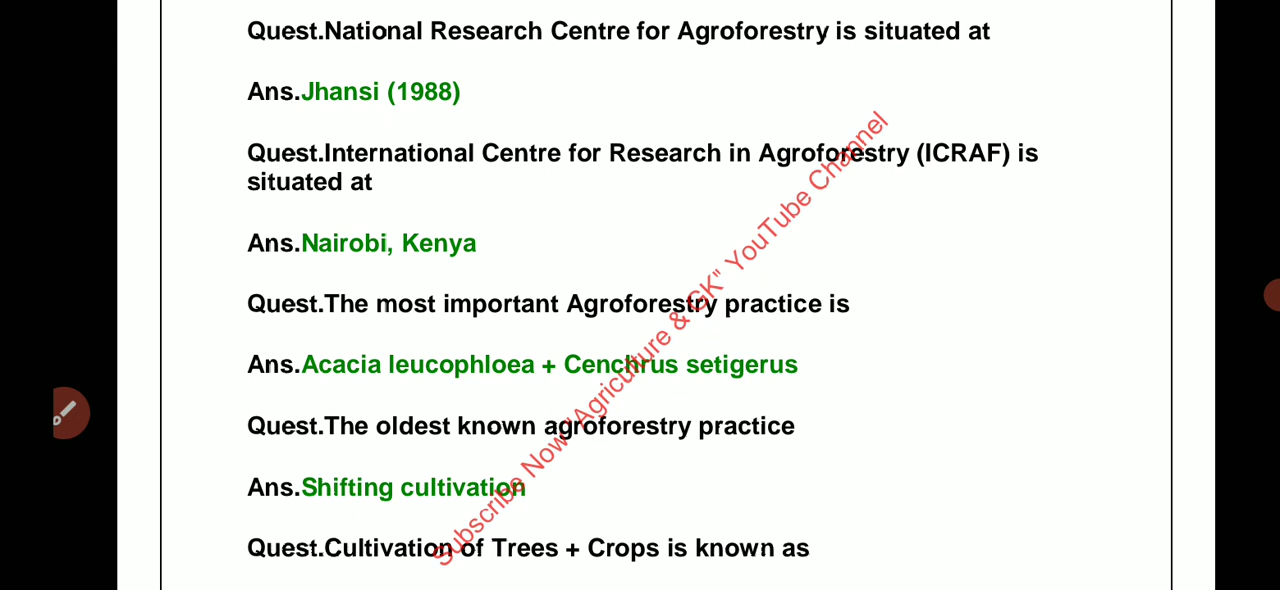 Quest.National Research Centre for Agroforestry is situated at
Ans.Jhansi (1988)
Quest.International Centre for Research in Agroforestry (ICRAF) is
situated at
Ans.Nairobi, Kenya
Quest.The most important Agroforestry practice is
Ans.Acacia leucophloea + Cenchrus setigerus
Quest.The oldest known agroforestry practice
Ans.Shifting cultivation
Quest.Cultivation of Trees + Crops is known as
Subscribe Now"Agriculture & GK" YouTube Channel